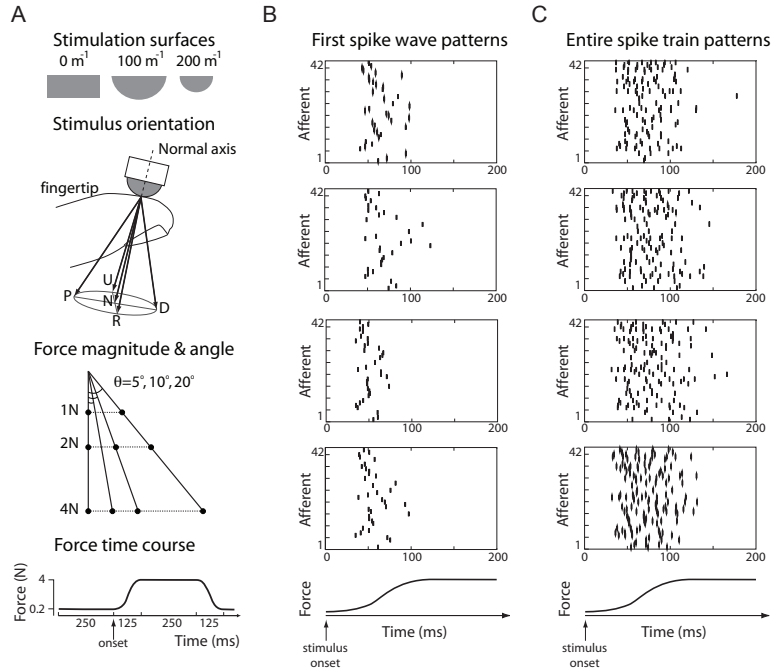 A
Stimulation surfaces
0 m-1 100 m-1 200 m-1
Stimulus orientation
Normal axis
fingertip
U
P N D
R
Force magnitude & angle
θ=5°, 10°, 20°
1N
2N
4N
Force time course
Force (N)
4
0.2
250 125 250 125
onset
Time (ms)
B
First spike wave patterns
Afferent
42
1
0 100 200
Afferent
42
1
0 100 200
Afferent
42
1
0 100 200
Afferent
42
1
0 100 200
Force
Time (ms)
stimulus
onset
C
Entire spike train patterns
Afferent
42
1
0 100 200
Afferent
42
1
0 100 200
Afferent
42
1
0 100 200
Afferent
42
1
0 100 200
Force
Time (ms)
stimulus
onset